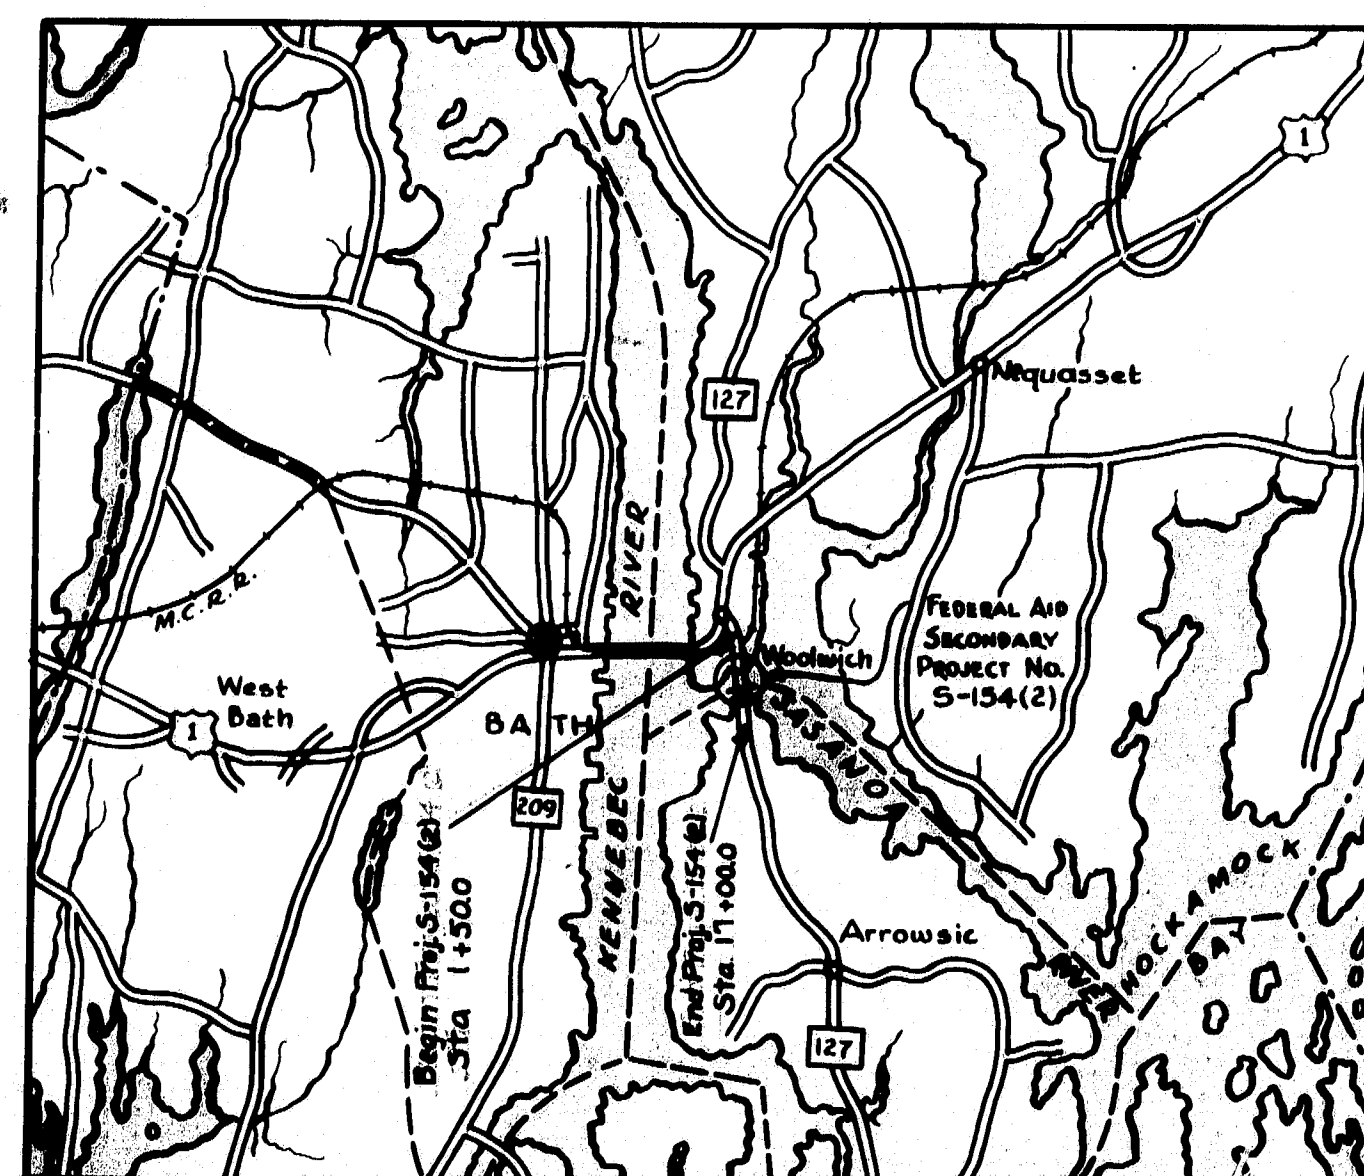 1
127
Nequasset
RIVER
M.C.R.R.
FEDERAL AID
SECONDARY
PROJECT NO.
S-154(2)
Woolwich
West
Bath
1
BATH
SASANOA
209
KENNEBEC
Begin Proj. S-154(2)
Sta 1+50.0
End Proj. S-154(2)
Sta. 17+00.0
HOCKAMOCK
BAY
Arrowsic
RIVER
127